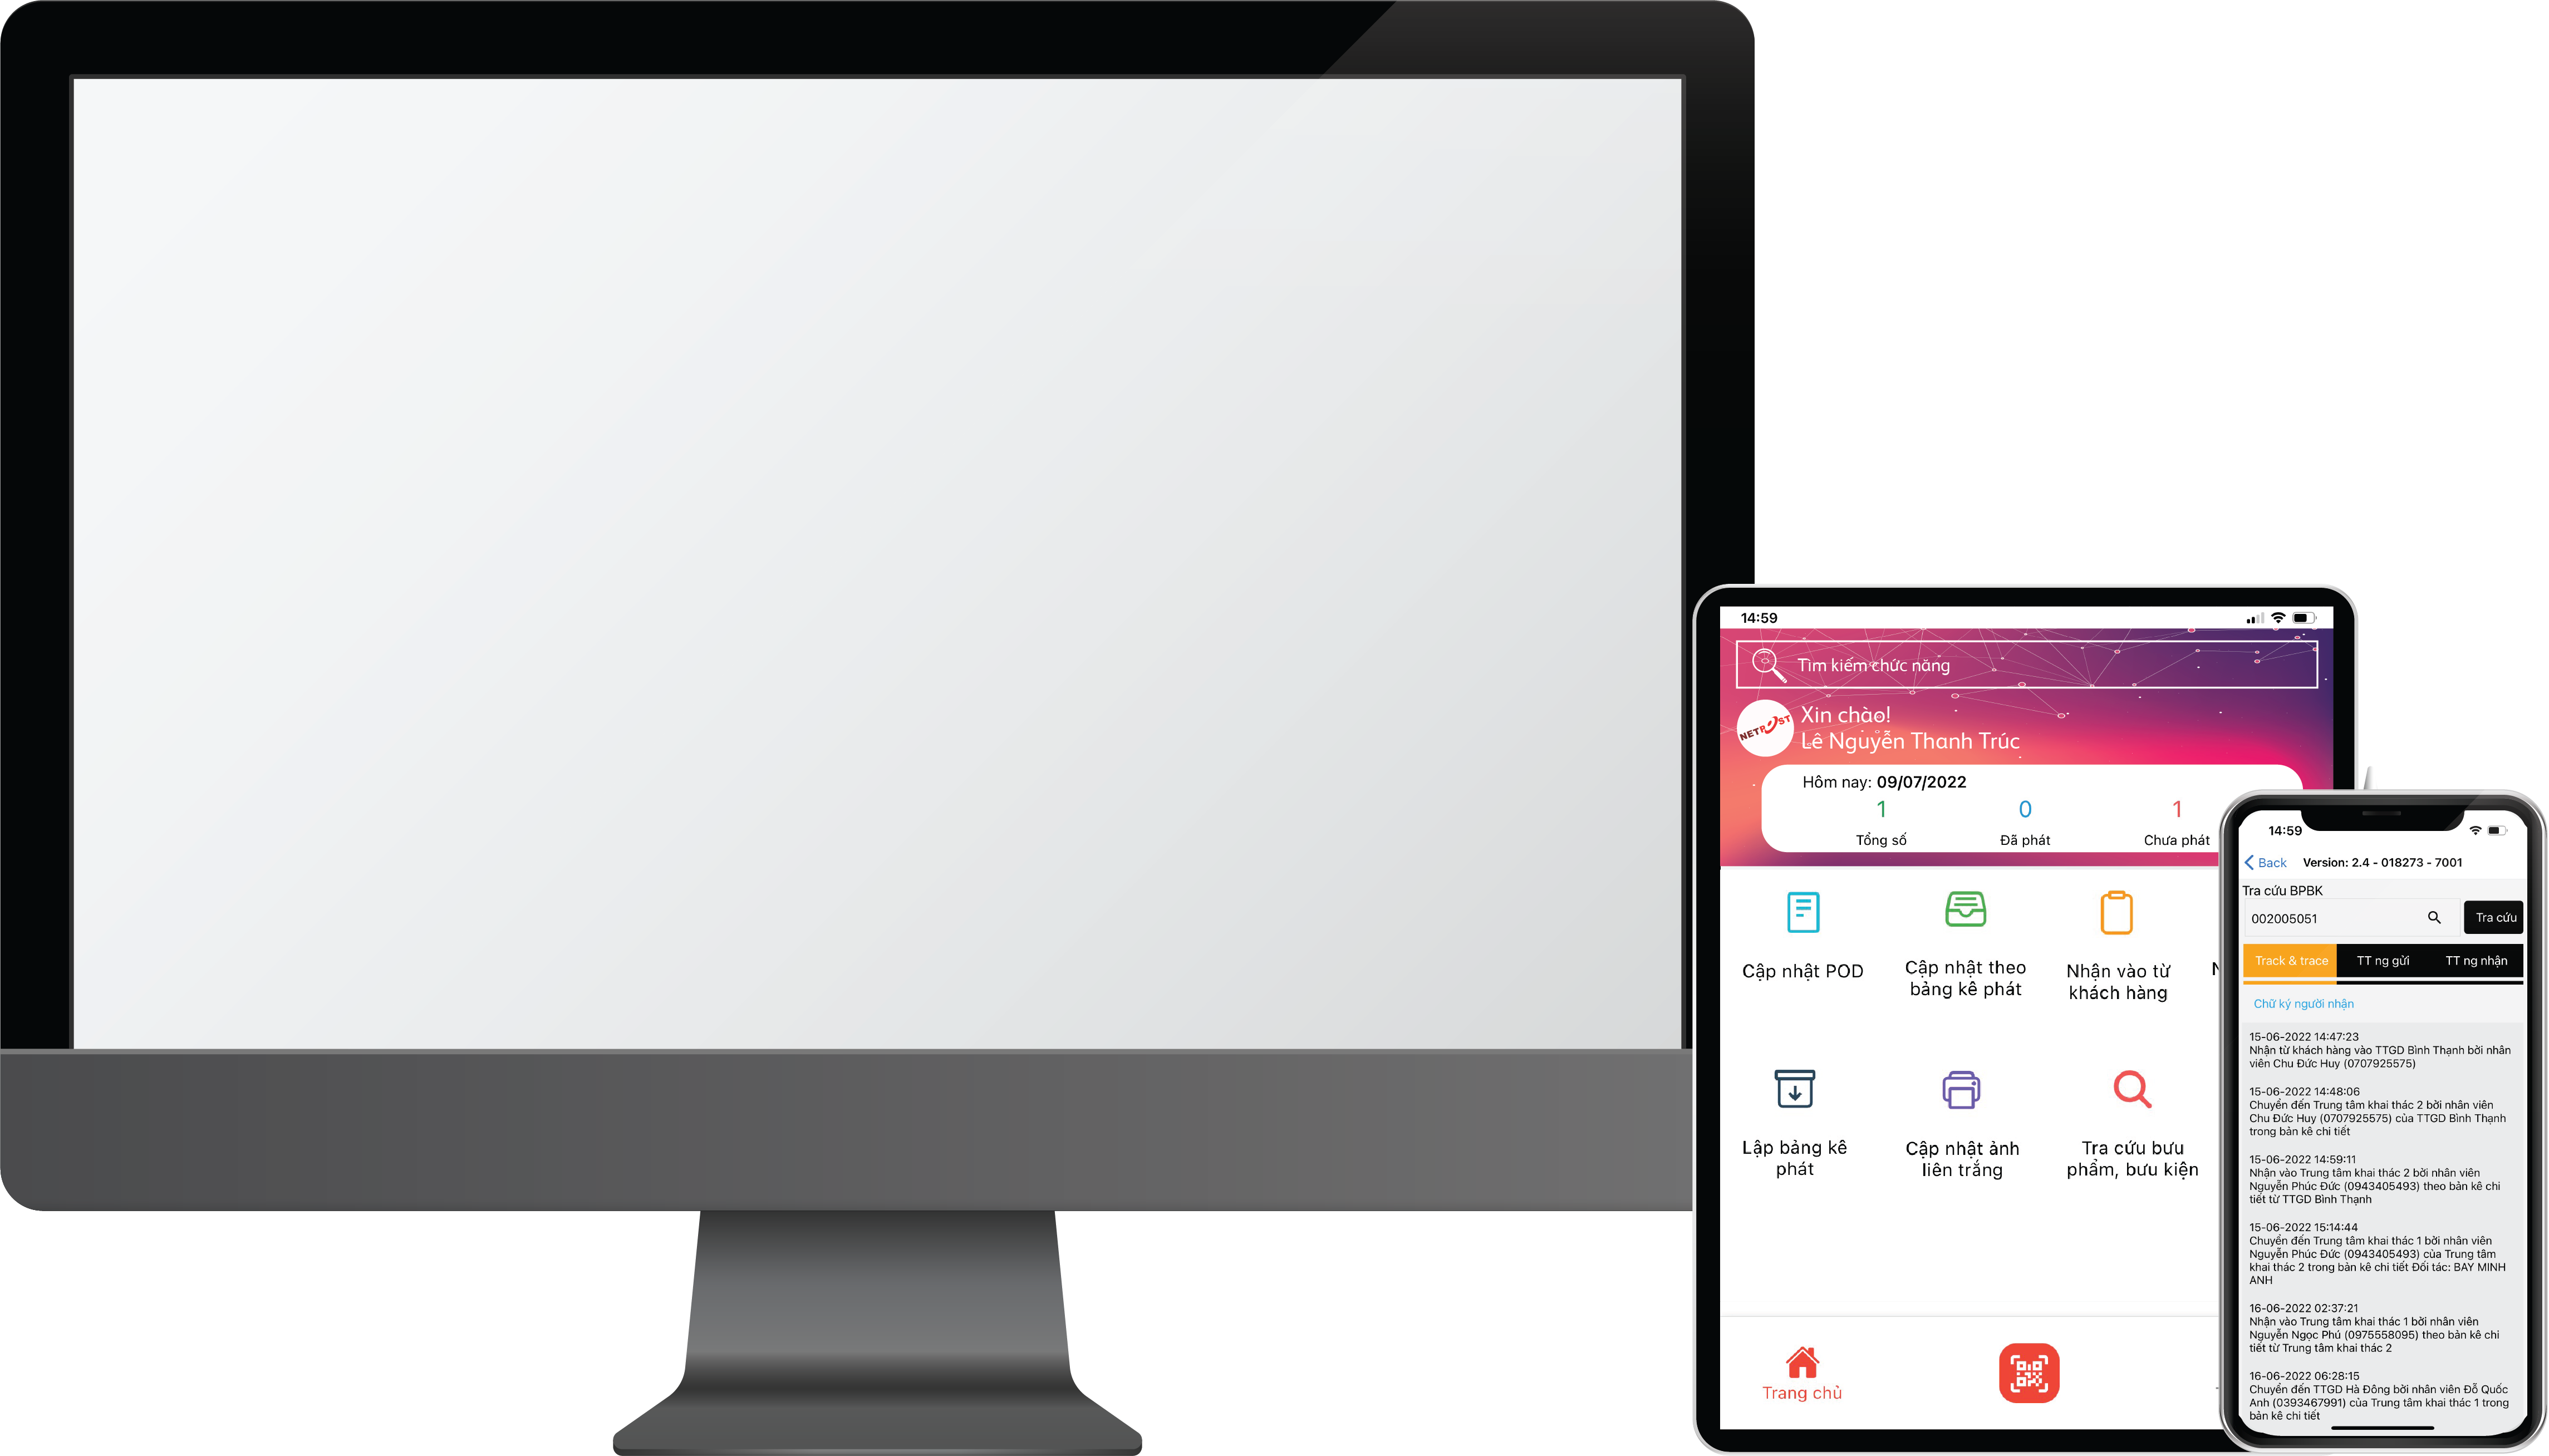 14:59
Tìm kiếm chức năng
NETPOST
Xin chào!
Lê Nguyễn Thanh Trúc
Hôm nay: 09/07/2022
1 0 1
Tổng số Đã phát Chưa phát
Cập nhật POD
Cập nhật theo
bảng kê phát
Nhận vào từ
khách hàng
N
Lập bảng kê
phát
Cập nhật ảnh
liên trắng
Tra cứu bưu
phẩm, bưu kiện
Trang chủ
14:59
Back Version: 2.4 - 018273 - 7001
Tra cứu BPBK
002005051 Tra cứu
Track & trace TT ng gửi TT ng nhận
Chữ ký người nhận
15-06-2022 14:47:23
Nhận từ khách hàng vào TTGD Bình Thạnh bởi nhân
viên Chu Đức Huy (0707925575)
15-06-2022 14:48:06
Chuyển đến Trung tâm khai thác 2 bởi nhân viên
Chu Đức Huy (0707925575) của TTGD Bình Thạnh
trong bản kê chi tiết
15-06-2022 14:59:11
Nhận vào Trung tâm khai thác 2 bởi nhân viên
Nguyễn Phúc Đức (0943405493) theo bản kê chi
tiết từ TTGD Bình Thạnh
15-06-2022 15:14:44
Chuyển đến Trung tâm khai thác 1 bởi nhân viên
Nguyễn Phúc Đức (0943405493) của Trung tâm
khai thác 2 trong bản kê chi tiết Đối tác: BAY MINH
ANH
16-06-2022 02:37:21
Nhận vào Trung tâm khai thác 1 bởi nhân viên
Nguyễn Ngọc Phú (0975558095) theo bản kê chi
tiết từ Trung tâm khai thác 2
16-06-2022 06:28:15
Chuyển đến TTGD Hà Đông bởi nhân viên Đỗ Quốc
Anh (0393467991) của Trung tâm khai thác 1 trong
bản kê chi tiết